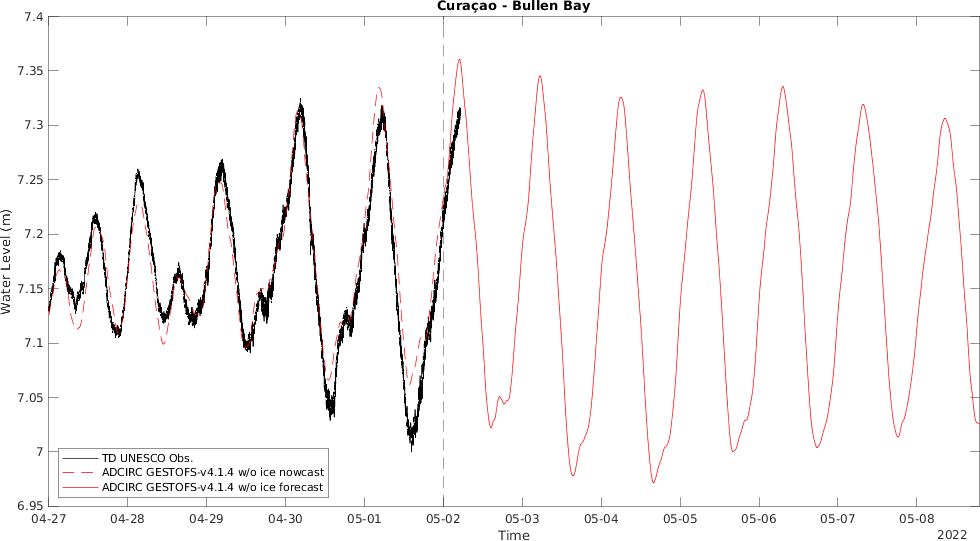 Curaçao - Bullen Bay
Water Level (m)
7.4
7.35
7.3
7.25
7.2
7.15
7.1
7.05
7
6.95
TD UNESCO Obs.
ADCIRC GESTOFS-v4.1.4 w/o ice nowcast
ADCIRC GESTOFS-v4.1.4 w/o ice forecast
04-27 04-28 04-29 04-30 05-01 05-02 05-03 05-04 05-05 05-06 05-07 05-08
Time
2022